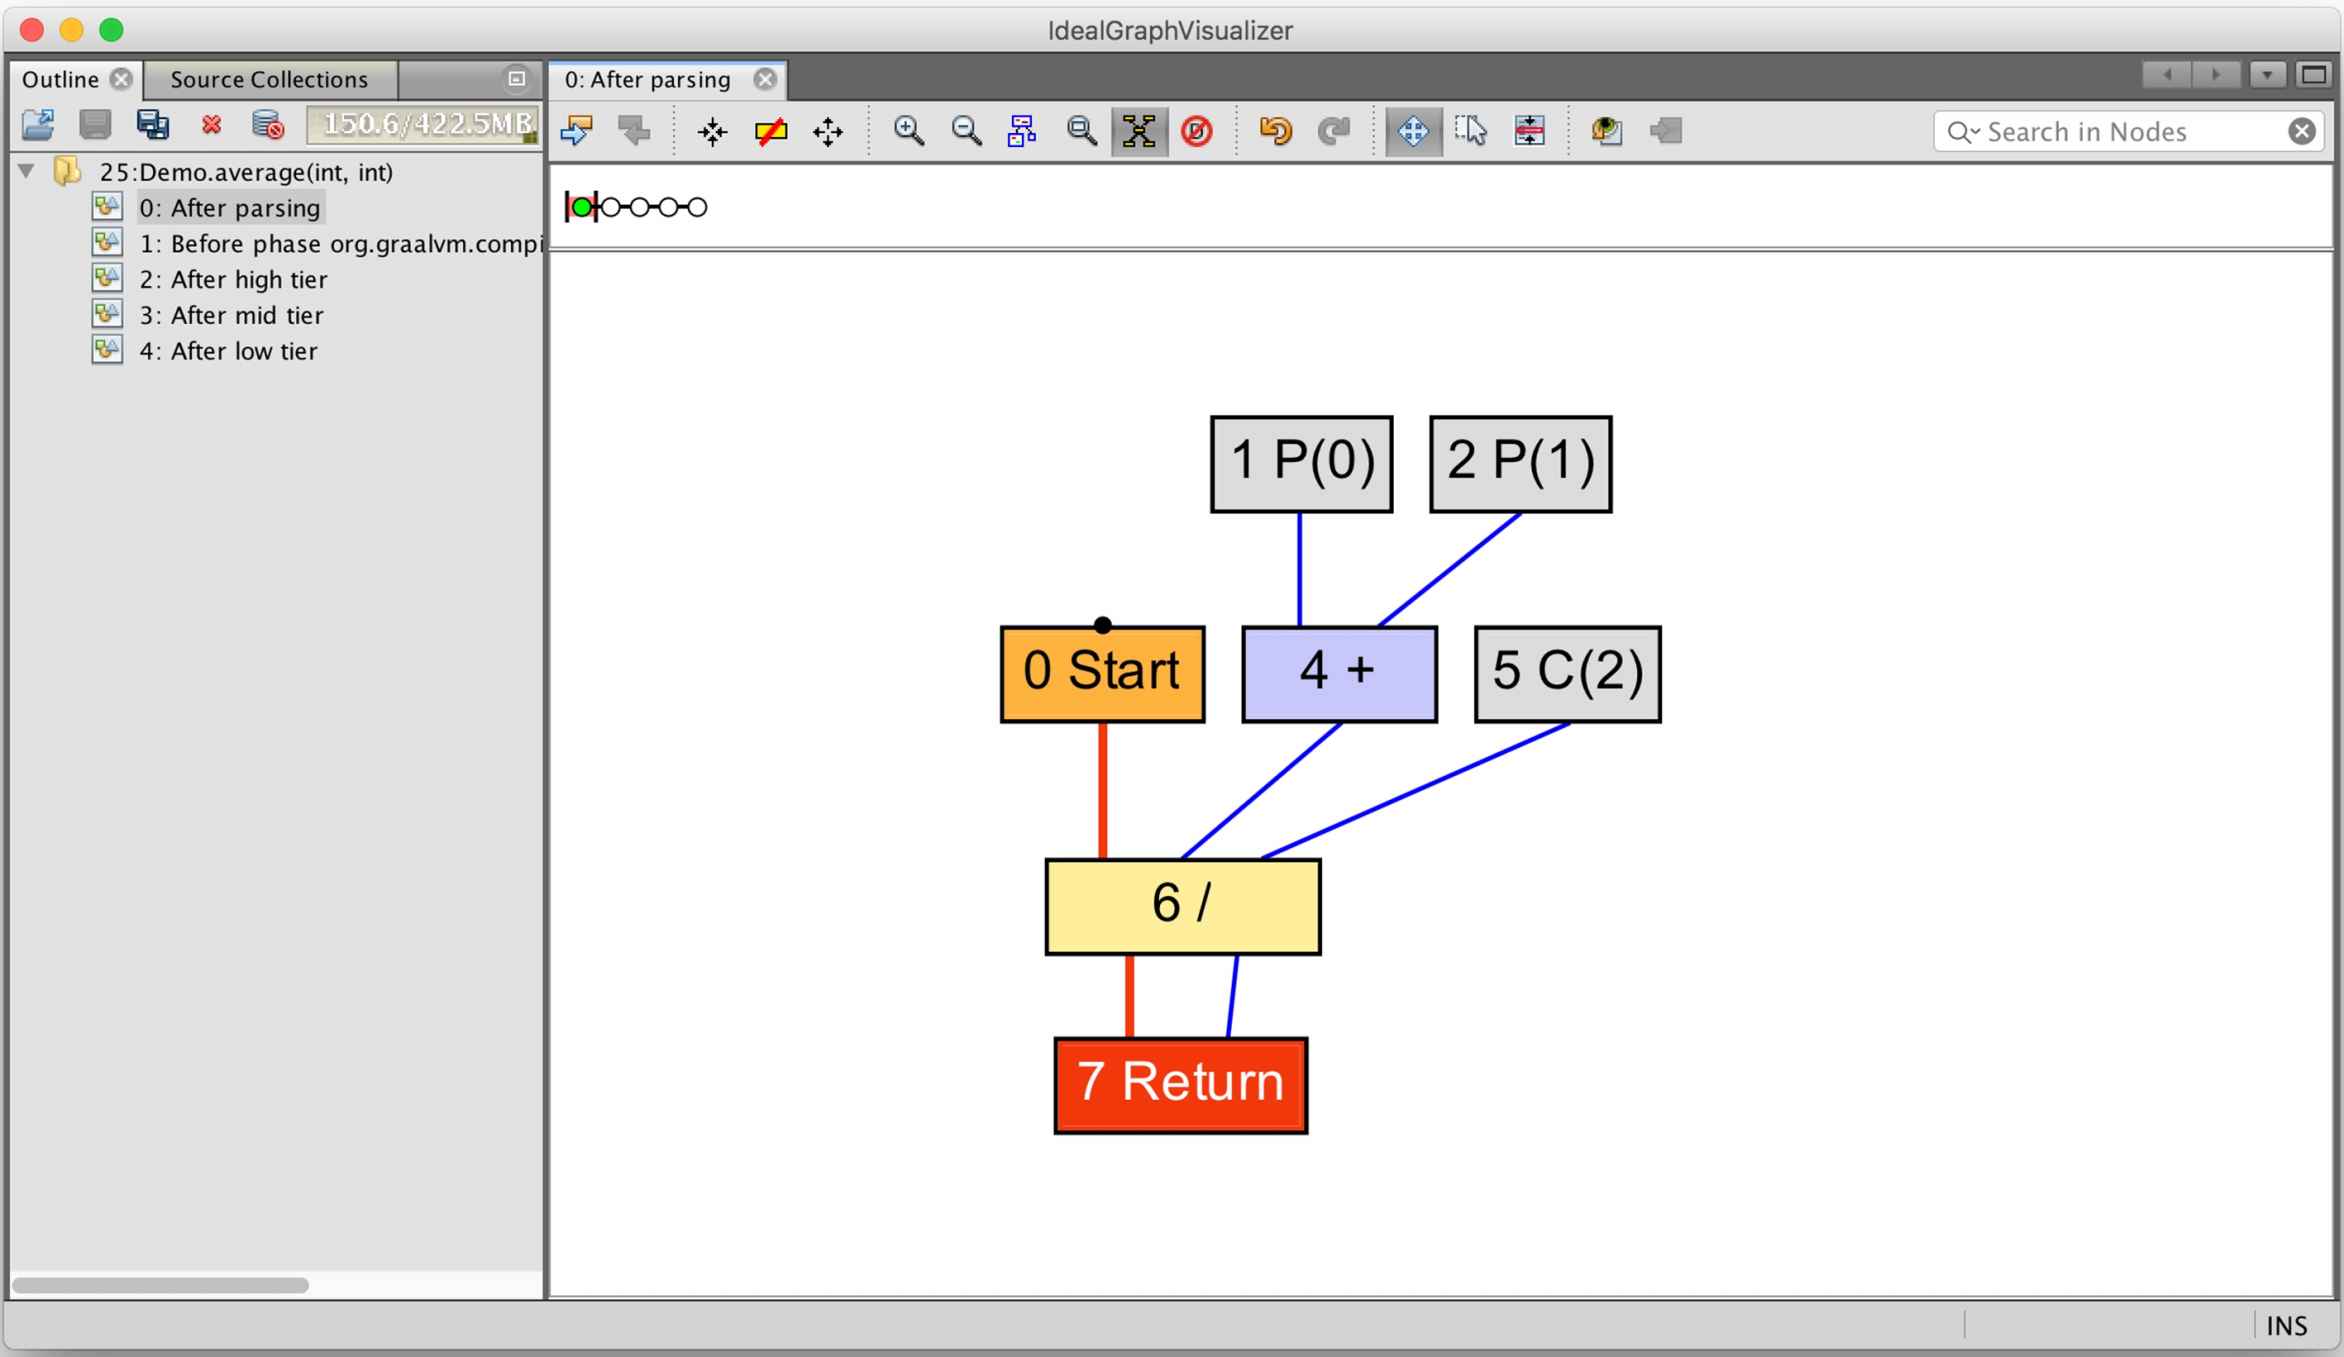 IdealGraphVisualizer
Outline
Source Collections
0: After parsing
150.6/422.5MB
Search in Nodes
25:Demo.average(int, int)
0: After parsing
1: Before phase org.graalvm.compi
2: After high tier
3: After mid tier
4: After low tier
1 P(0)
2 P(1)
0 Start
4 +
5 C(2)
6 /
7 Return
INS